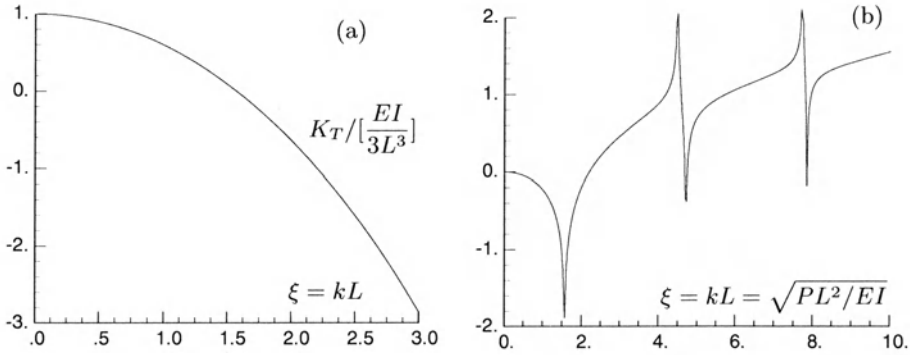 (a)
1.
0.
-1.
-2.
-3.
K_T/[EI/3L^3]
ξ = kL
.0 .5 1.0 1.5 2.0 2.5 3.0
(b)
2.
1.
0.
-1.
-2.
ξ = kL = √PL^2/EI
0. 2. 4. 6. 8. 10.